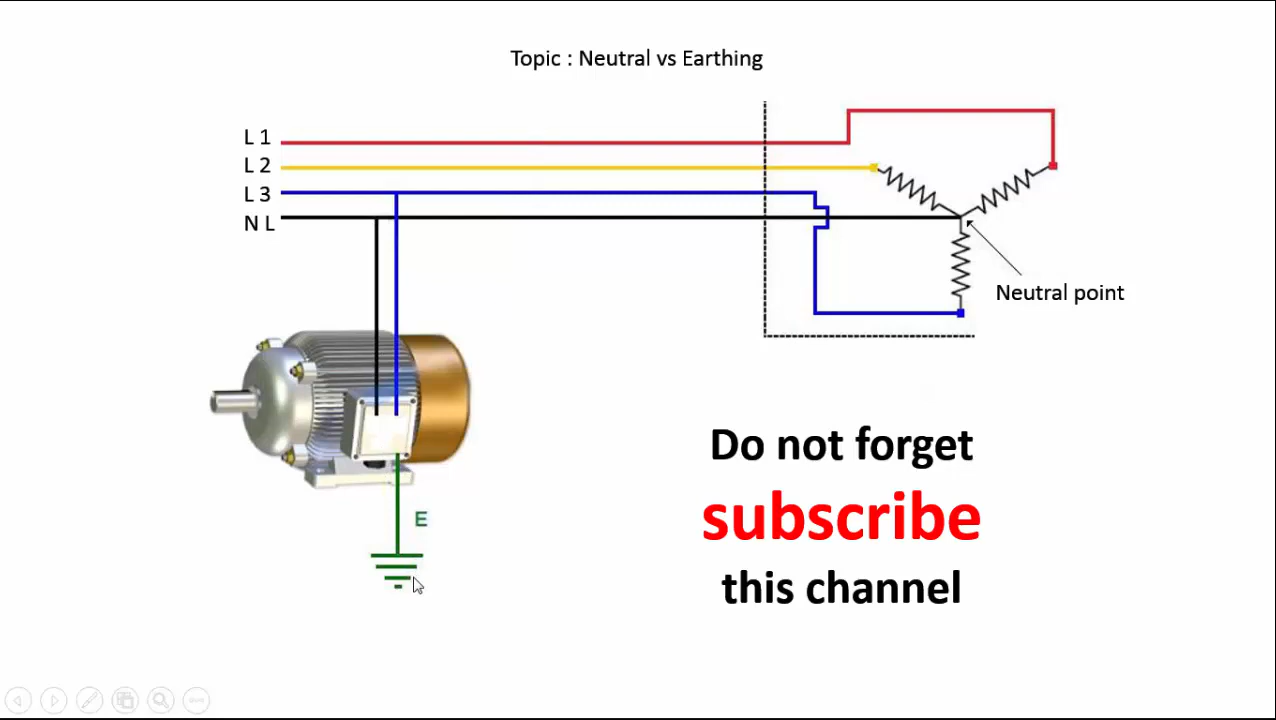 Topic : Neutral vs Earthing
L 1
L 2
L 3
N L
Neutral point
Do not forget
subscribe
this channel
E